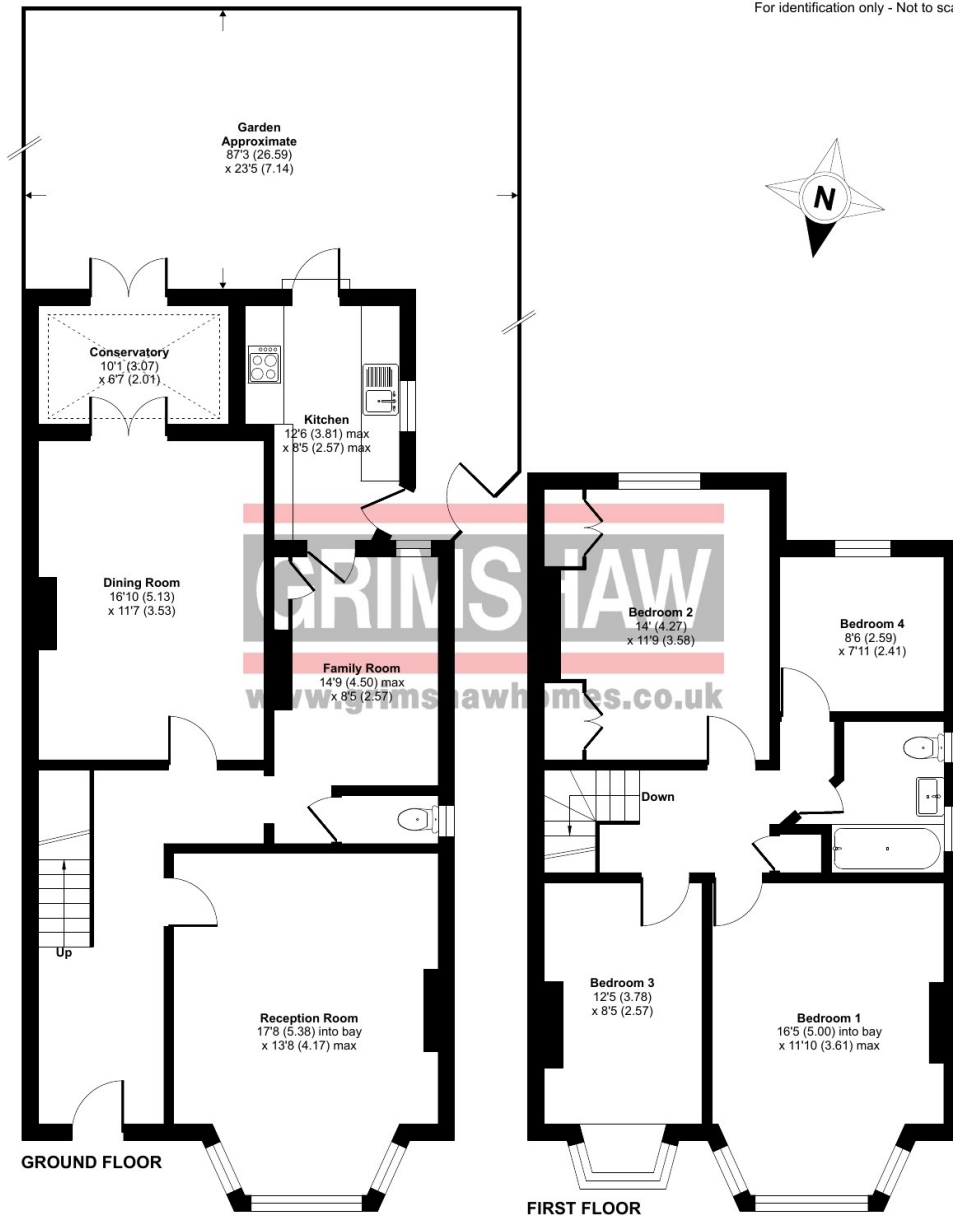 For identification only - Not to sca
Garden
Approximate
87'3 (26.59)
x 23'5 (7.14)
N
Conservatory
10'1 (3.07)
x 6'7 (2.01)
Kitchen
12'6 (3.81) max
x 8'5 (2.57) max
GRIMSHAW
www.grimshawhomes.co.uk
Dining Room
16'10 (5.13)
x 11'7 (3.53)
Family Room
14'9 (4.50) max
x 8'5 (2.57)
Bedroom 2
14' (4.27)
x 11'9 (3.58)
Bedroom 4
8'6 (2.59)
x 7'11 (2.41)
Down
Up
Reception Room
17'8 (5.38) into bay
x 13'8 (4.17) max
Bedroom 3
12'5 (3.78)
x 8'5 (2.57)
Bedroom 1
16'5 (5.00) into bay
x 11'10 (3.61) max
GROUND FLOOR
FIRST FLOOR